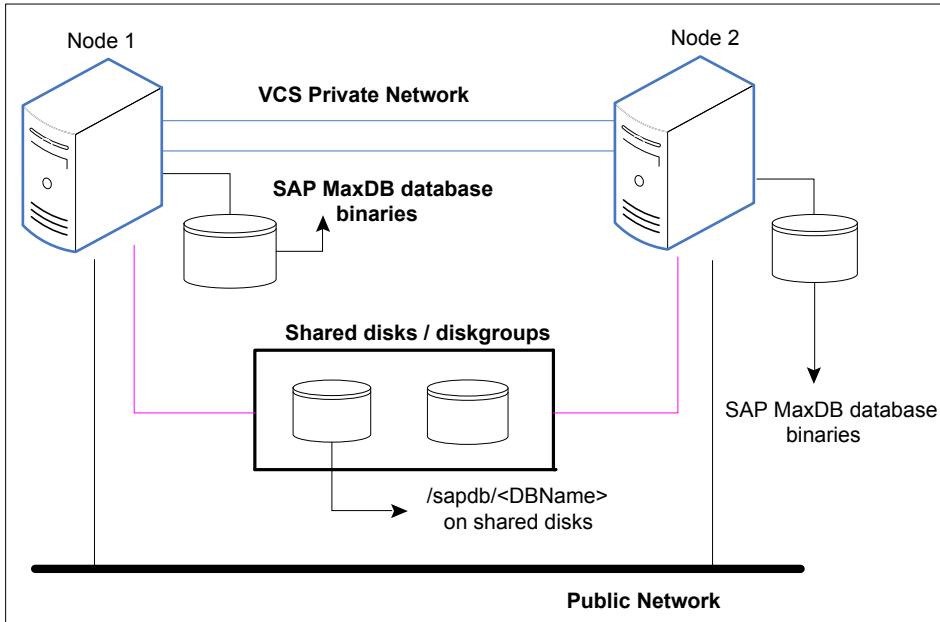 Node 1
Node 2
VCS Private Network
SAP MaxDB database
binaries
Shared disks / diskgroups
SAP MaxDB database
binaries
/sapdb/<DBName>
on shared disks
Public Network